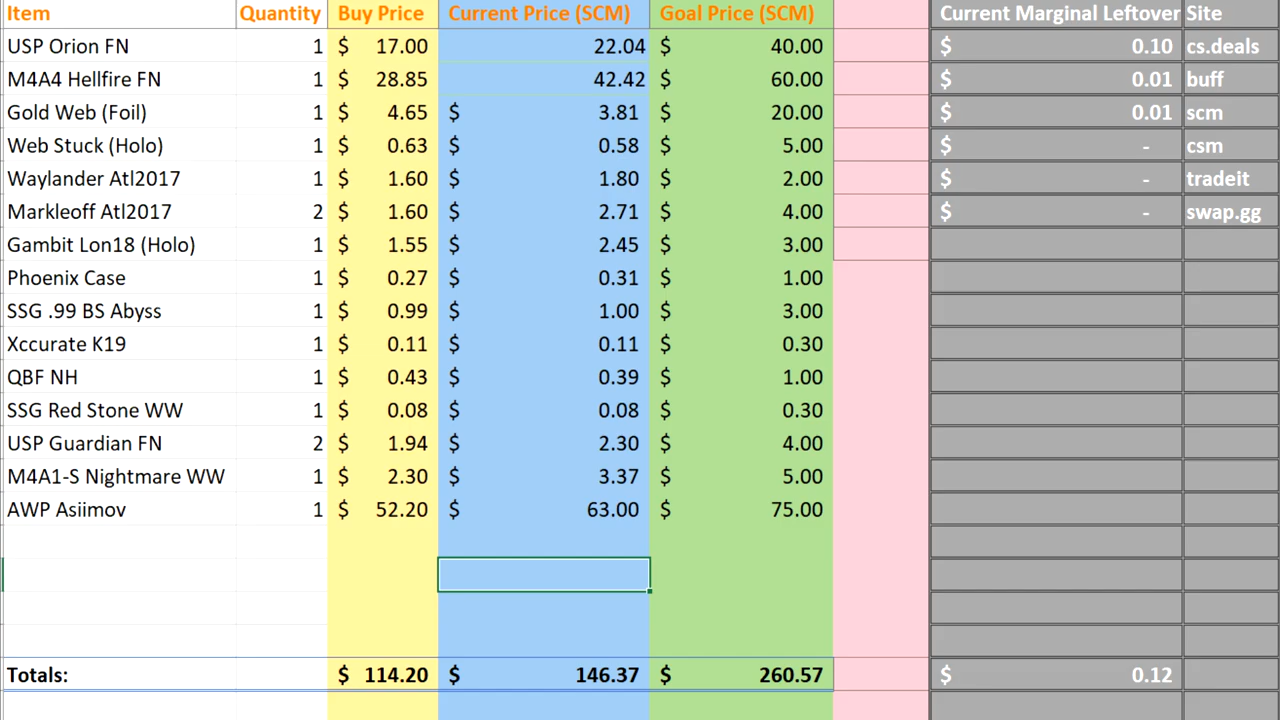 Item Quantity Buy Price Current Price (SCM) Goal Price (SCM) Current Marginal Leftover Site
USP Orion FN 1 $ 17.00 22.04 $ 40.00 $ 0.10 cs.deals
M4A4 Hellfire FN 1 $ 28.85 42.42 $ 60.00 $ 0.01 buff
Gold Web (Foil) 1 $ 4.65 $ 3.81 $ 20.00 $ 0.01 scm
Web Stuck (Holo) 1 $ 0.63 $ 0.58 $ 5.00 $ - csm
Waylander Atl2017 1 $ 1.60 $ 1.80 $ 2.00 $ - tradeit
Markleoff Atl2017 2 $ 1.60 $ 2.71 $ 4.00 $ - swap.gg
Gambit Lon18 (Holo) 1 $ 1.55 $ 2.45 $ 3.00
Phoenix Case 1 $ 0.27 $ 0.31 $ 1.00
SSG .99 BS Abyss 1 $ 0.99 $ 1.00 $ 3.00
Xccurate K19 1 $ 0.11 $ 0.11 $ 0.30
QBF NH 1 $ 0.43 $ 0.39 $ 1.00
SSG Red Stone WW 1 $ 0.08 $ 0.08 $ 0.30
USP Guardian FN 2 $ 1.94 $ 2.30 $ 4.00
M4A1-S Nightmare WW 1 $ 2.30 $ 3.37 $ 5.00
AWP Asiimov 1 $ 52.20 $ 63.00 $ 75.00
Totals: $ 114.20 $ 146.37 $ 260.57 $ 0.12